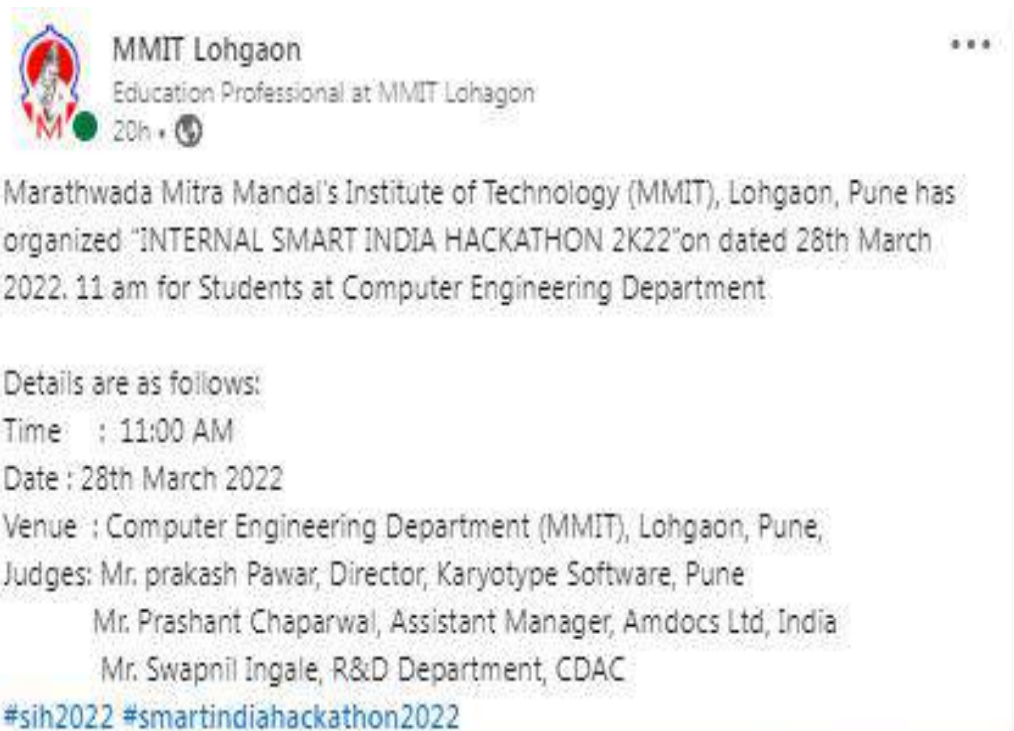 MMIT Lohgaon
Education Professional at MMIT Lohagon
20h •
Marathwada Mitra Mandal's Institute of Technology (MMIT), Lohgaon, Pune has
organized "INTERNAL SMART INDIA HACKATHON 2K22"on dated 28th March
2022. 11 am for Students at Computer Engineering Department
Details are as follows:
Time : 11:00 AM
Date : 28th March 2022
Venue : Computer Engineering Department (MMIT), Lohgaon, Pune,
Judges: Mr. prakash Pawar, Director, Karyotype Software, Pune
Mr. Prashant Chaparwal, Assistant Manager, Amdocs Ltd, India
Mr. Swapnil Ingale, R&D Department, CDAC
#sih2022 #smartindiahackathon2022